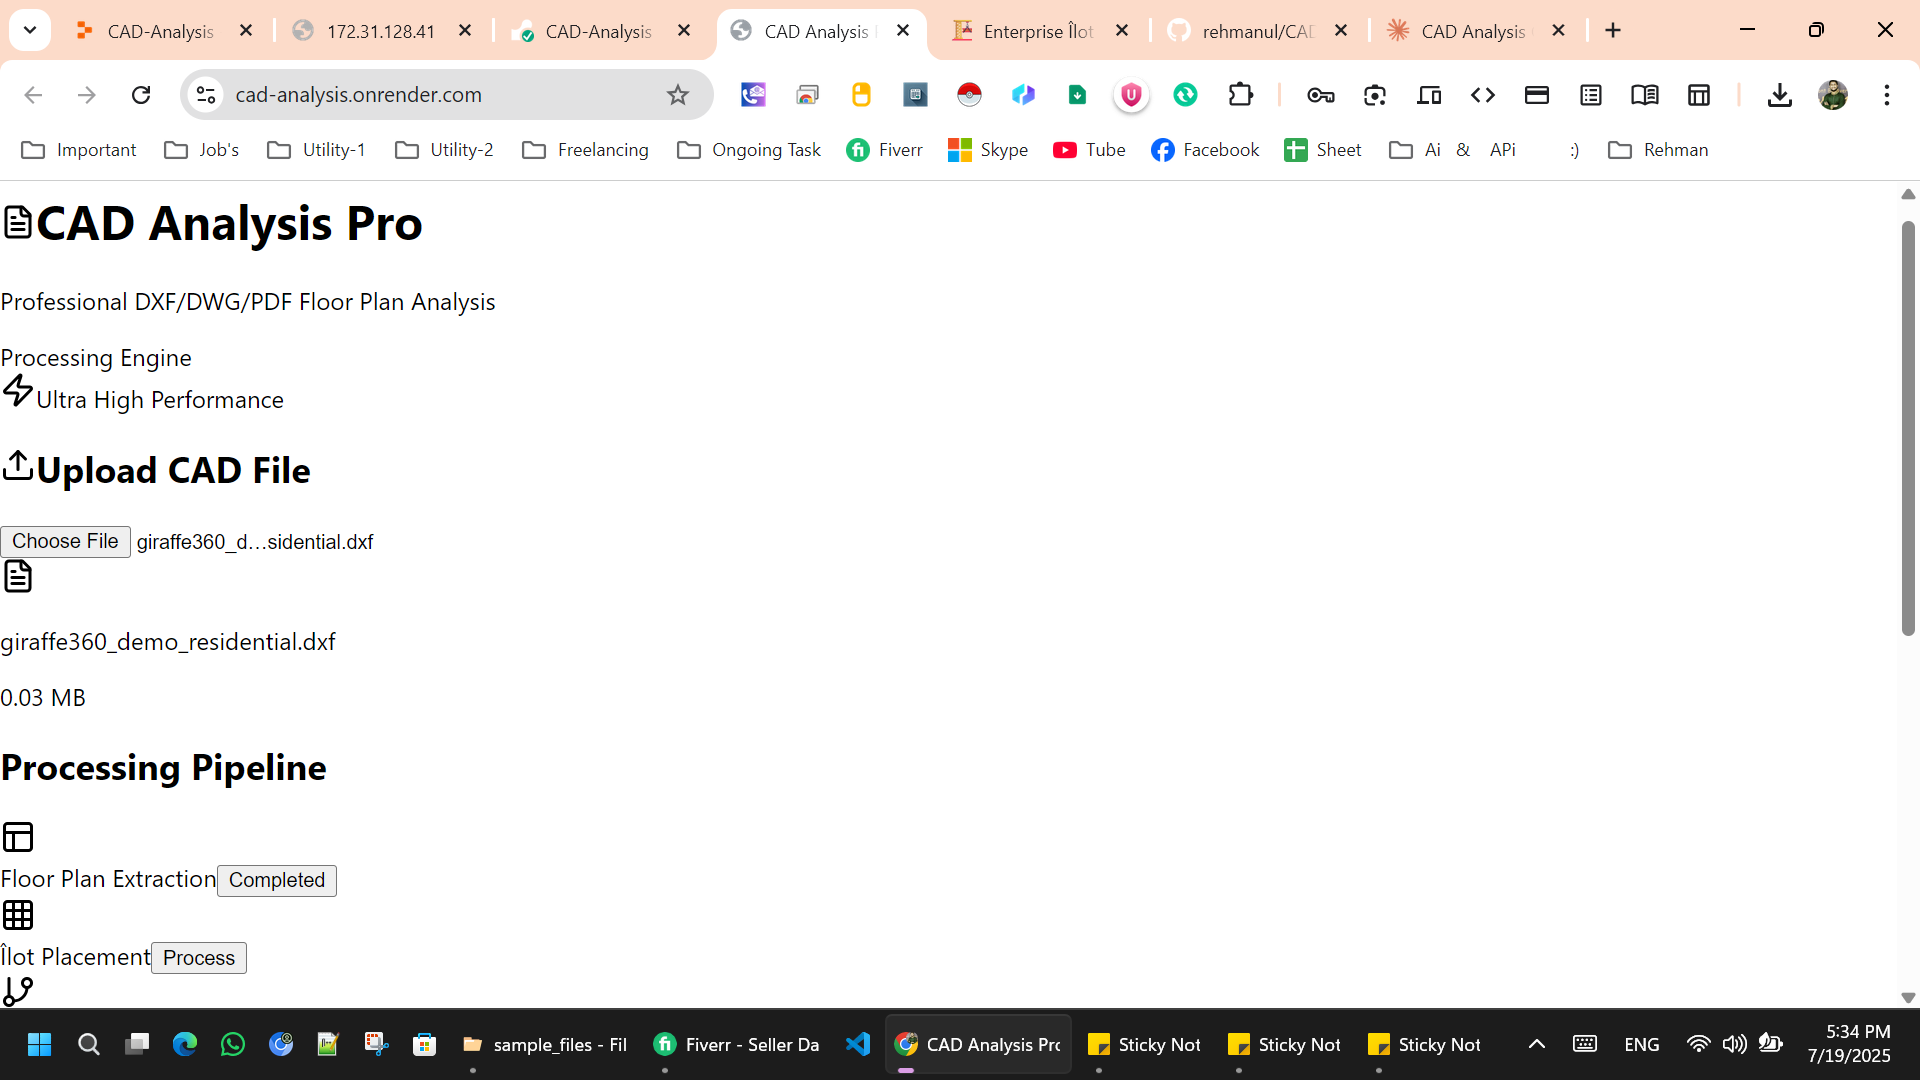 CAD-Analysis
172.31.128.41
CAD-Analysis
CAD Analysis
Enterprise Îlot
rehmanul/CAD
CAD Analysis
cad-analysis.onrender.com
Important
Job's
Utility-1
Utility-2
Freelancing
Ongoing Task
Fiverr
Skype
Tube
Facebook
Sheet
Ai & APi
:)
Rehman
CAD Analysis Pro
Professional DXF/DWG/PDF Floor Plan Analysis
Processing Engine
Ultra High Performance
Upload CAD File
Choose File giraffe360_d…sidential.dxf
giraffe360_demo_residential.dxf
0.03 MB
Processing Pipeline
Floor Plan Extraction Completed
Îlot Placement Process
sample_files - Fil
Fiverr - Seller Da
CAD Analysis Pro
Sticky Not
Sticky Not
Sticky Not
ENG
5:34 PM
7/19/2025